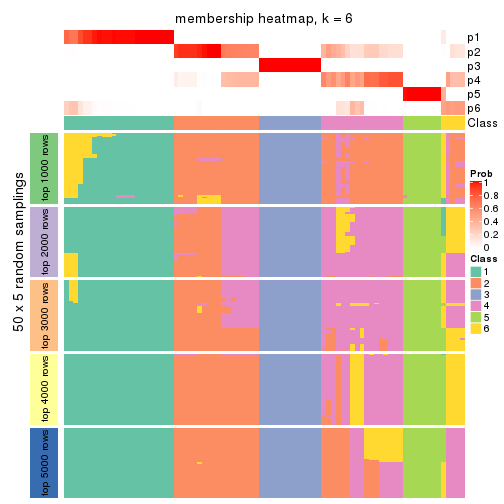 membership heatmap, k = 6
p1
p2
p3
p4
p5
p6
Class
50 x 5 random samplings
top 1000 rows
top 2000 rows
top 3000 rows
top 4000 rows
top 5000 rows
Prob
1
0.8
0.6
0.4
0.2
0
Class
1
2
3
4
5
6